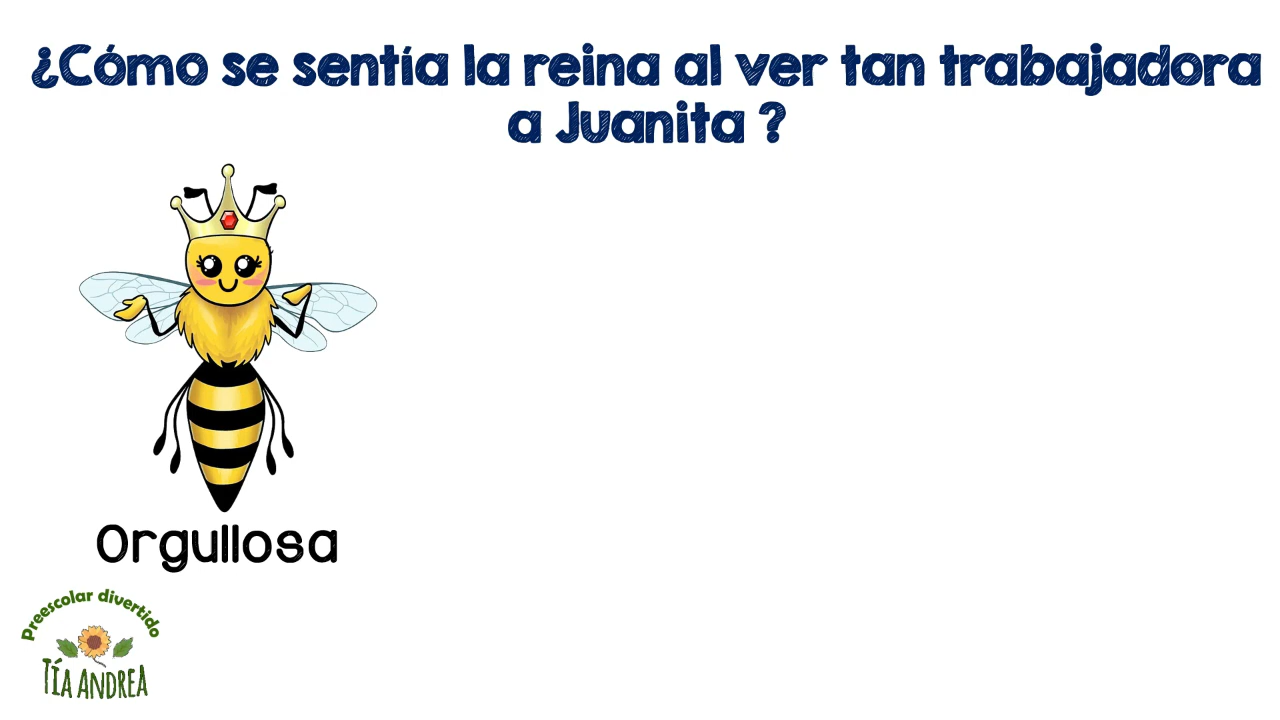 ¿Cómo se sentía la reina al ver tan trabajadora
a Juanita ?
Orgullosa
Preescolar divertido
TÍA ANDREA